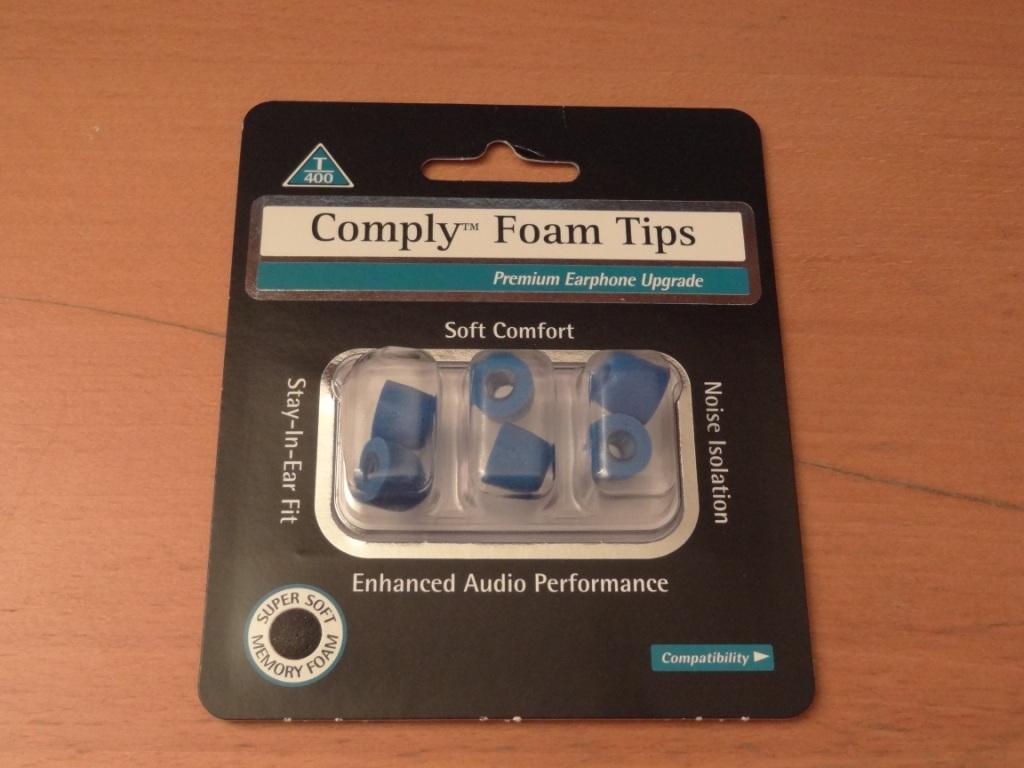 T
400
Comply™ Foam Tips
Premium Earphone Upgrade
Soft Comfort
Stay-In-Ear Fit
Noise Isolation
Enhanced Audio Performance
SUPER SOFT
MEMORY FOAM
Compatibility